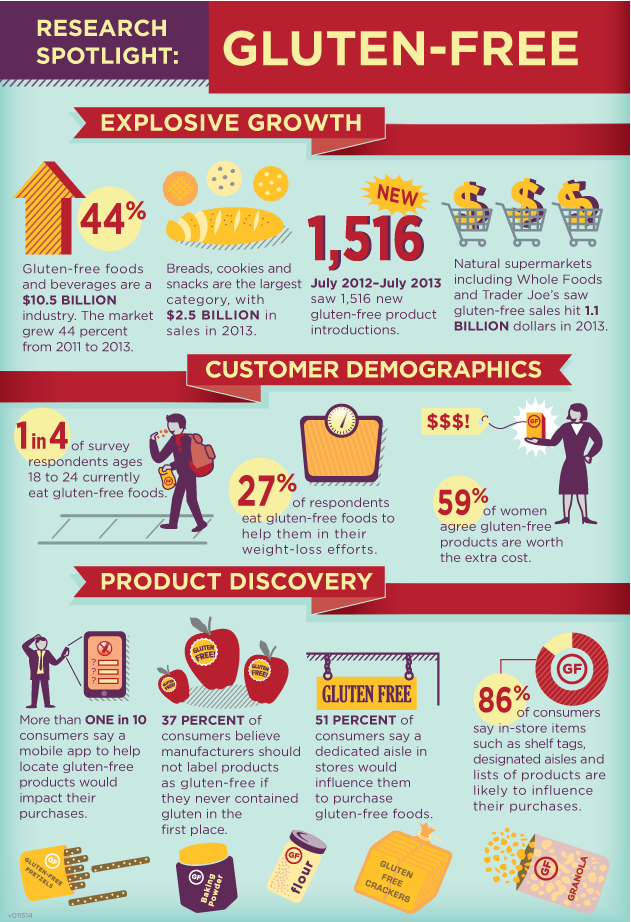 RESEARCH
SPOTLIGHT:
GLUTEN-FREE
EXPLOSIVE GROWTH
44%
Gluten-free foods
and beverages are a
$10.5 BILLION
industry. The market
grew 44 percent
from 2011 to 2013.
Breads, cookies and
snacks are the largest
category, with
$2.5 BILLION in
sales in 2013.
NEW
1,516
July 2012–July 2013
saw 1,516 new
gluten-free product
introductions.
$ $ $
Natural supermarkets
including Whole Foods
and Trader Joe's saw
gluten-free sales hit 1.1
BILLION dollars in 2013.
CUSTOMER DEMOGRAPHICS
1 in 4
of survey
respondents ages
18 to 24 currently
eat gluten-free foods.
GF
27%
of respondents
eat gluten-free foods to
help them in their
weight-loss efforts.
$$$!
GF
59%
of women
agree gluten-free
products are worth
the extra cost.
PRODUCT DISCOVERY
?
?
?
More than ONE in 10
consumers say a
mobile app to help
locate gluten-free
products would
impact their
purchases.
GLUTEN
FREE!
GLUTEN
FREE!
GLUTEN
FREE!
37 PERCENT of
consumers believe
manufacturers should
not label products
as gluten-free if
they never contained
gluten in the
first place.
GLUTEN FREE
51 PERCENT of
consumers say a
dedicated aisle in
stores would
influence them
to purchase
gluten-free foods.
GF
86%
of consumers
say in-store items
such as shelf tags,
designated aisles and
lists of products are
likely to influence
their purchases.
GF
GLUTEN-FREE
PRETZELS
GF
Baking
powder
GF
flour
GLUTEN
FREE
CRACKERS
GF
GRANOLA
v011514